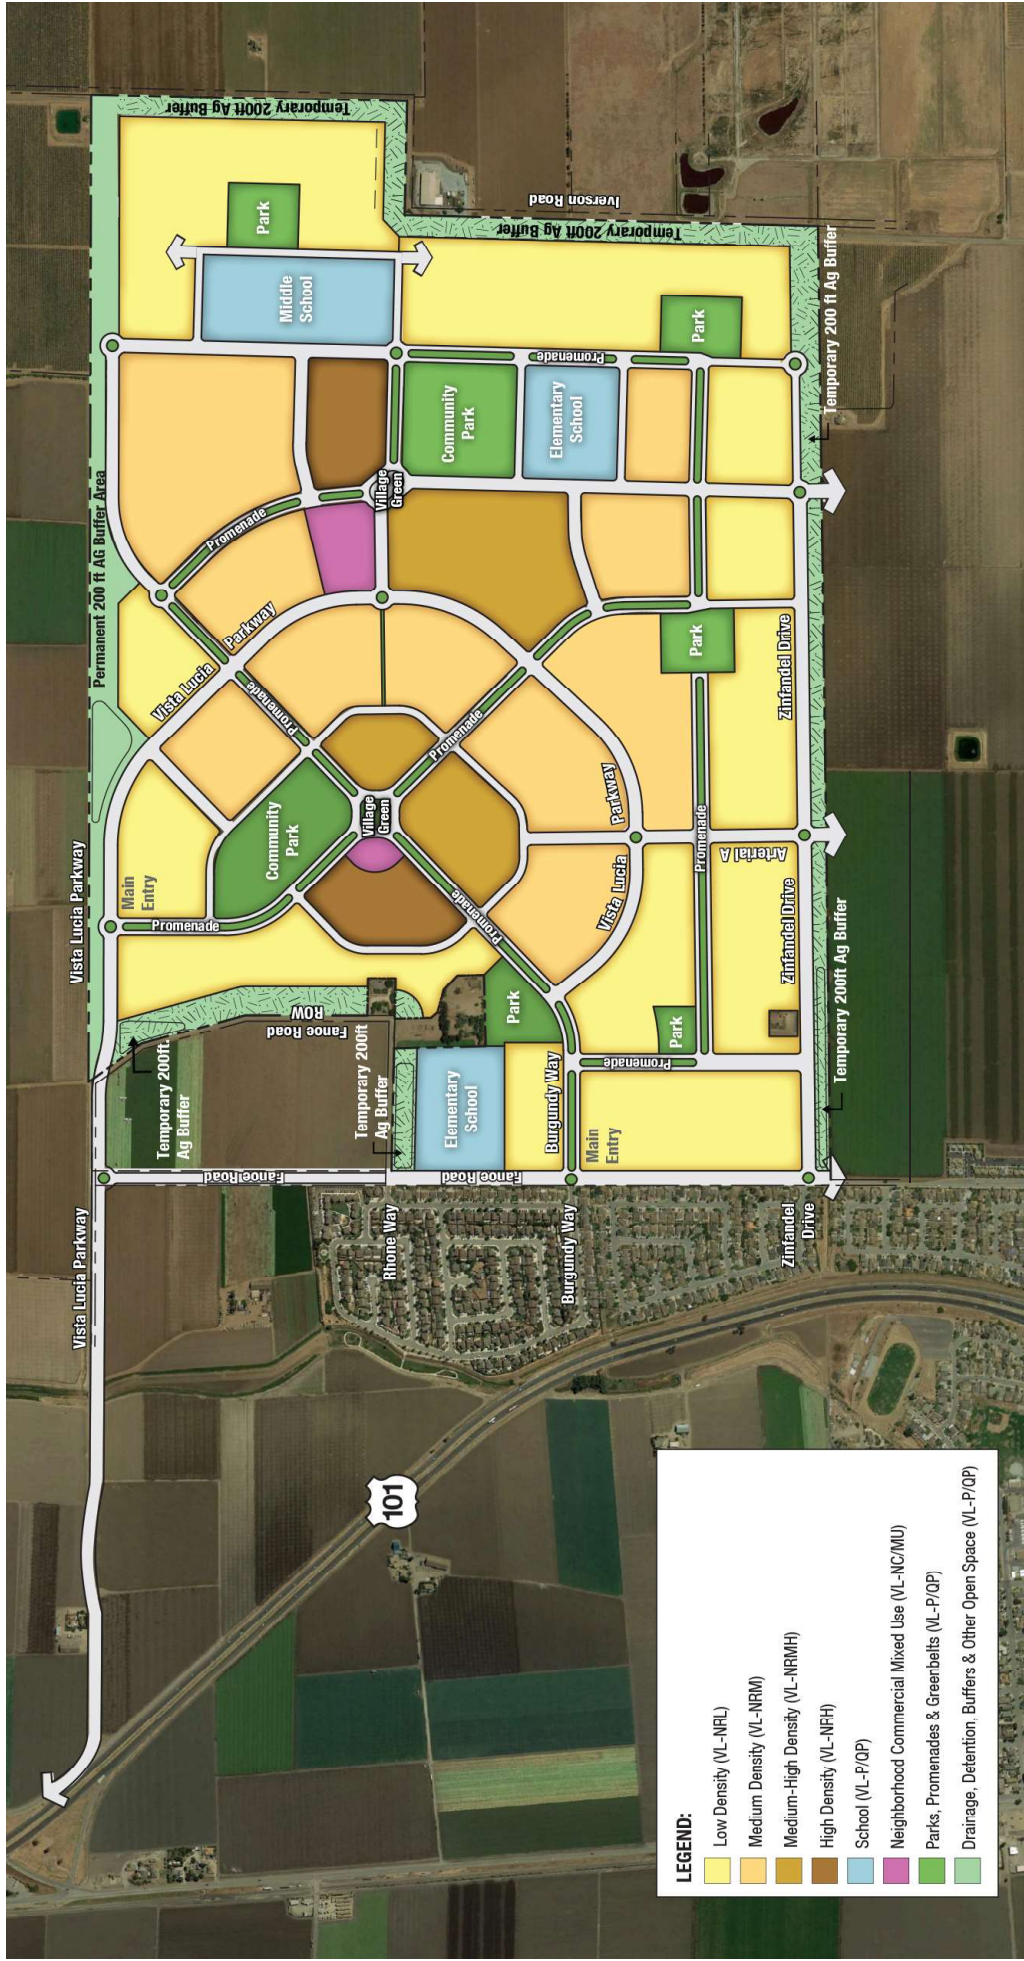 Temporary 200ft Ag Buffer
Park
Iverson Road
Temporary 200ft Ag Buffer
Middle
School
Park
Temporary 200 ft Ag Buffer
Promenade
Community
Park
Elementary
School
Permanent 200 ft AG Buffer Area
Village
Green
Promenade
Parkway
Vista Lucia
Park
Zinfandel Drive
Promenade
Promenade
Village
Green
Community
Park
Parkway
Promenade
Arterial A
Vista Lucia Parkway
Main
Entry
Promenade
Promenade
Vista Lucia
Zinfandel Drive
Temporary 200ft Ag Buffer
ROW
Fanoe Road
Park
Park
Temporary 200ft.
Ag Buffer
Temporary 200ft
Ag Buffer
Elementary
School
Burgundy Way
Promenade
Main
Entry
Fanoe Road
Fanoe Road
Vista Lucia Parkway
Rhone Way
Burgundy Way
Zinfandel
Drive
101
LEGEND:
Low Density (VL-NRL)
Medium Density (VL-NRM)
Medium-High Density (VL-NRMH)
High Density (VL-NRH)
School (VL-P/QP)
Neighborhood Commercial Mixed Use (VL-NC/MU)
Parks, Promenades & Greenbelts (VL-P/QP)
Drainage, Detention, Buffers & Other Open Space (VL-P/QP)